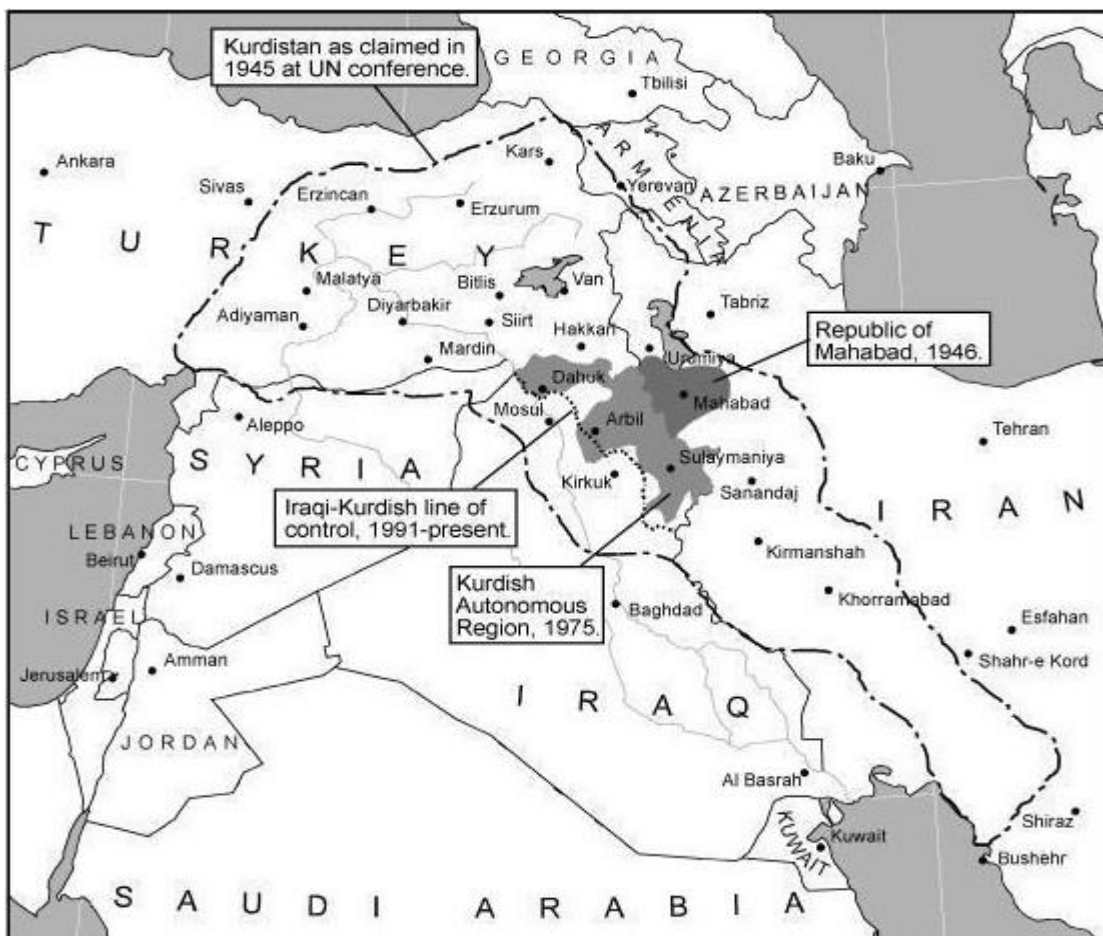 Kurdistan as claimed in
1945 at UN conference.
GEORGIA
Tbilisi
Ankara
Kars
ARMENIA
Baku
Sivas
Erzincan
Erzurum
Yerevan
AZERBAIJAN
TURKEY
Malatya
Bitlis
Van
Tabriz
Adiyaman
Diyarbakir
Siirt
Hakkari
Urumiya
Republic of
Mahabad, 1946.
Mardin
Dahuk
Mahabad
Mosul
Arbil
Aleppo
Tehran
CYPRUS
SYRIA
Kirkuk
Sulaymaniya
Sanandaj
IRAN
Iraqi-Kurdish line of
control, 1991-present.
LEBANON
Beirut
Damascus
Kirmanshah
Kurdish
Autonomous
Region, 1975.
Baghdad
Khorramabad
ISRAEL
Esfahan
Jerusalem
Amman
Shahr-e Kord
IRAQ
JORDAN
Al Basrah
KUWAIT
Kuwait
Shiraz
Bushehr
SAUDI ARABIA